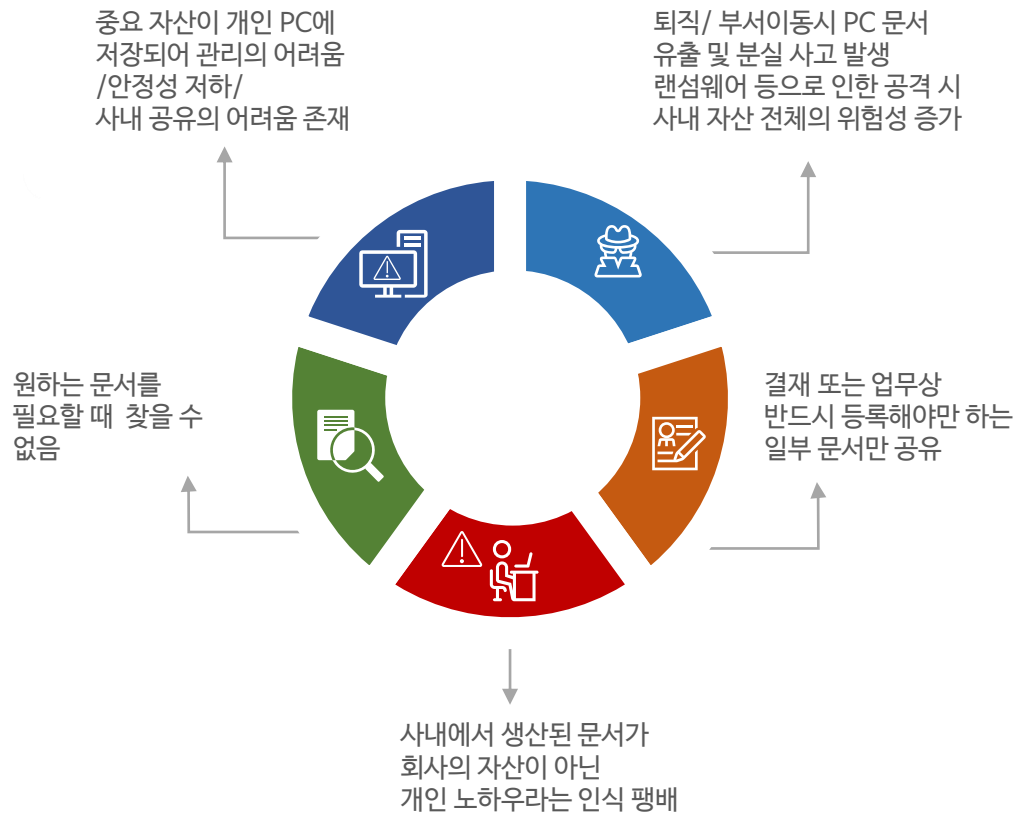 중요 자산이 개인 PC에
저장되어 관리의 어려움
/안정성 저하/
사내 공유의 어려움 존재
퇴직/ 부서이동시 PC 문서
유출 및 분실 사고 발생
랜섬웨어 등으로 인한 공격 시
사내 자산 전체의 위험성 증가
원하는 문서를
필요할 때 찾을 수
없음
결재 또는 업무상
반드시 등록해야만 하는
일부 문서만 공유
사내에서 생산된 문서가
회사의 자산이 아닌
개인 노하우라는 인식 팽배